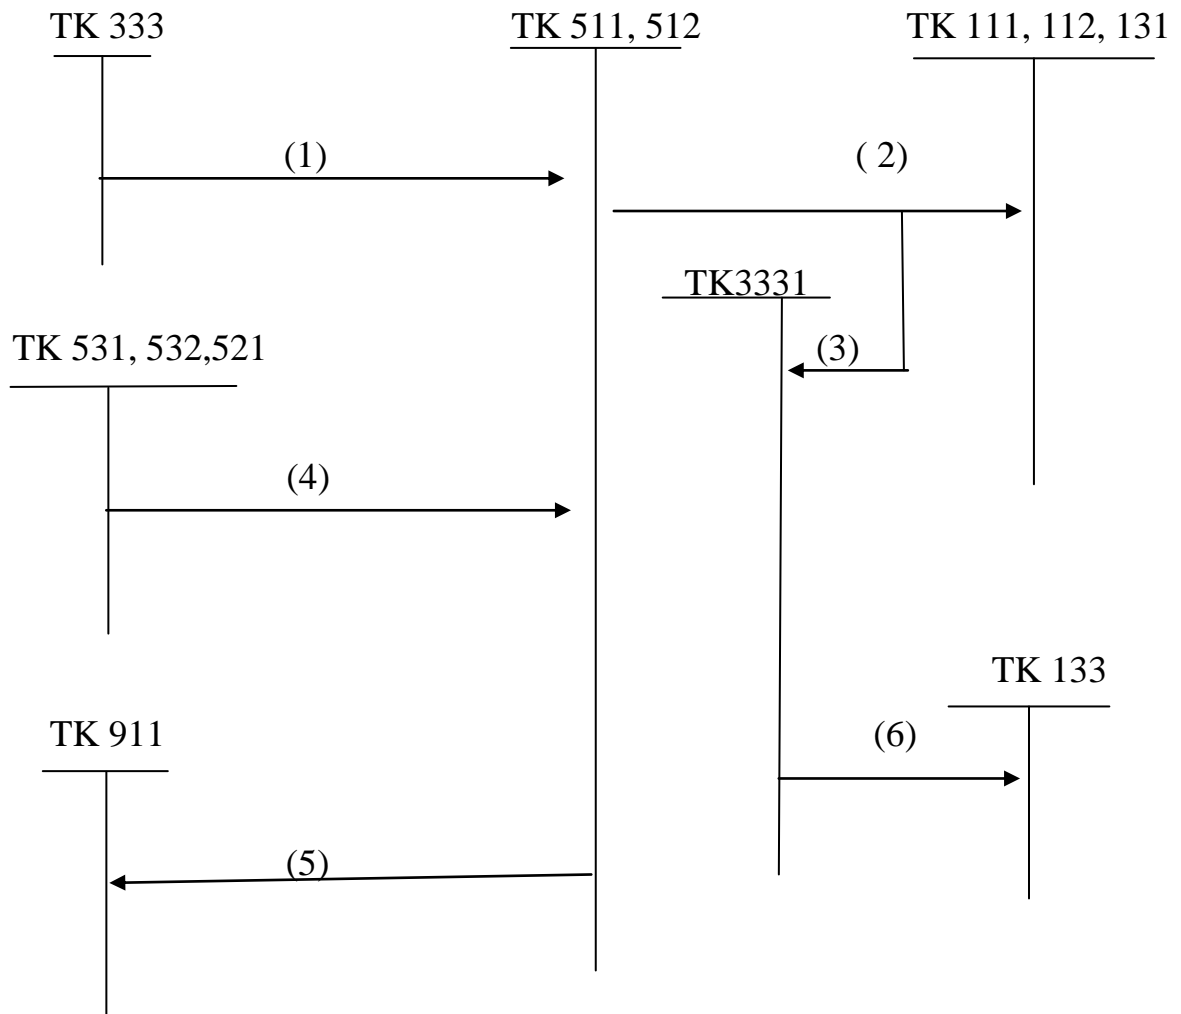 TK 333
TK 511, 512
TK 111, 112, 131
(1)
( 2)
TK3331
TK 531, 532,521
(3)
(4)
TK 133
TK 911
(6)
(5)